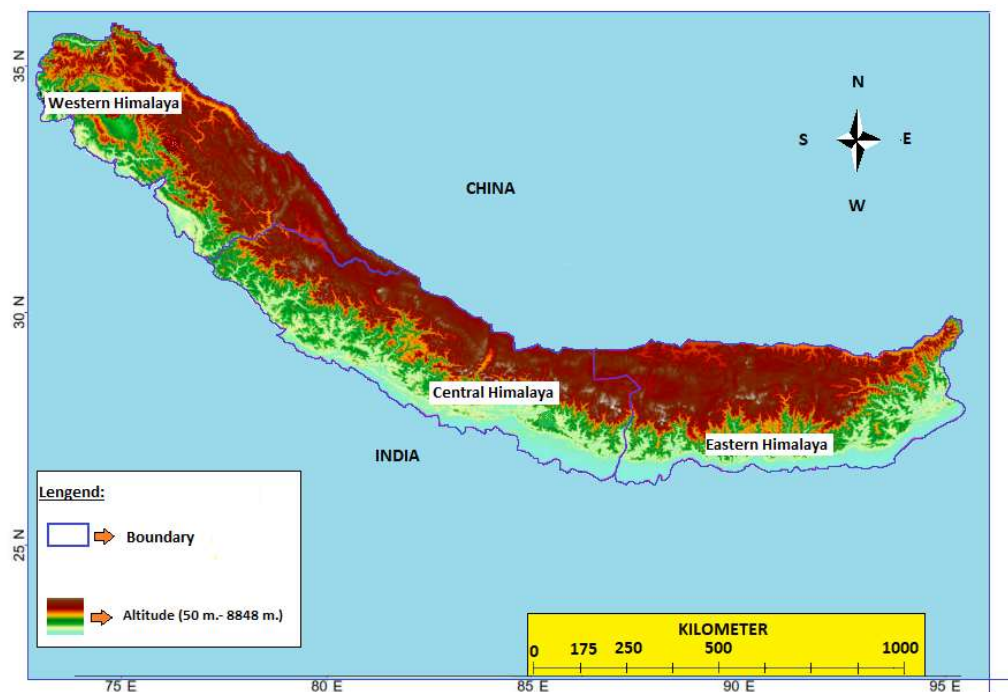 35 N
Western Himalaya
N
S
E
W
CHINA
30 N
Central Himalaya
Eastern Himalaya
INDIA
Lengend:
Boundary
Altitude (50 m.- 8848 m.)
25 N
KILOMETER
0 175 250 500 1000
75 E 80 E 85 E 90 E 95 E